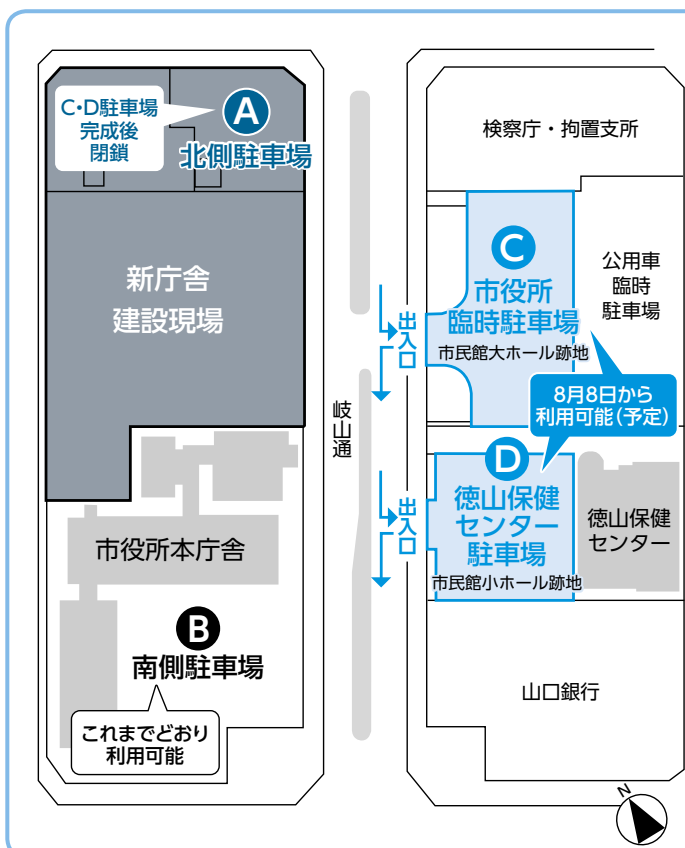 C・D駐車場
完成後
閉鎖
A
北側駐車場
新庁舎
建設現場
市役所本庁舎
B
南側駐車場
これまでどおり
利用可能
岐山通
検察庁・拘置支所
C
市役所
臨時駐車場
市民館大ホール跡地
出入口
公用車
臨時
駐車場
8月8日から
利用可能(予定)
D
徳山保健
センター
駐車場
市民館小ホール跡地
出入口
徳山保健
センター
山口銀行
N